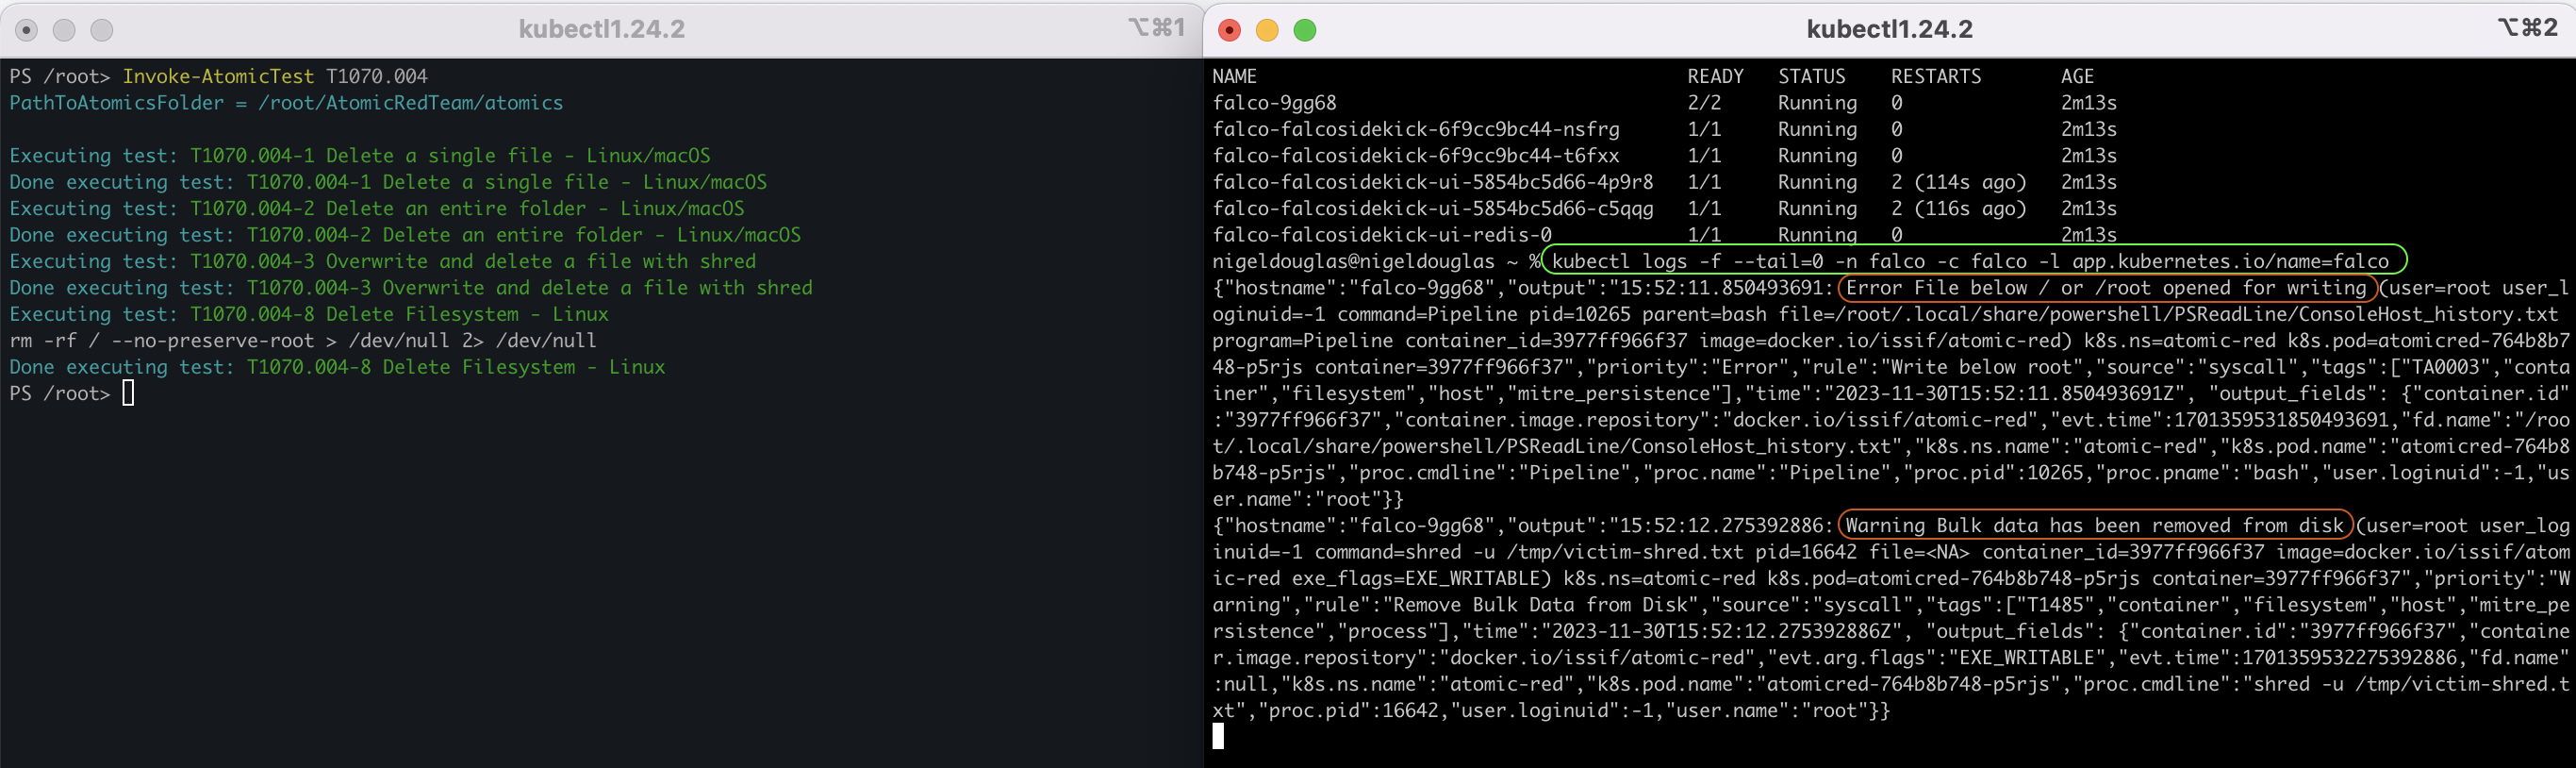 kubectl1.24.2
⌥⌘1
PS /root> Invoke-AtomicTest T1070.004
PathToAtomicsFolder = /root/AtomicRedTeam/atomics
Executing test: T1070.004-1 Delete a single file - Linux/macOS
Done executing test: T1070.004-1 Delete a single file - Linux/macOS
Executing test: T1070.004-2 Delete an entire folder - Linux/macOS
Done executing test: T1070.004-2 Delete an entire folder - Linux/macOS
Executing test: T1070.004-3 Overwrite and delete a file with shred
Done executing test: T1070.004-3 Overwrite and delete a file with shred
Executing test: T1070.004-8 Delete Filesystem - Linux
rm -rf / --no-preserve-root > /dev/null 2> /dev/null
Done executing test: T1070.004-8 Delete Filesystem - Linux
PS /root>
kubectl1.24.2
⌥⌘2
NAME READY STATUS RESTARTS AGE
falco-9gg68 2/2 Running 0 2m13s
falco-falcosidekick-6f9cc9bc44-nsfrg 1/1 Running 0 2m13s
falco-falcosidekick-6f9cc9bc44-t6fxx 1/1 Running 0 2m13s
falco-falcosidekick-ui-5854bc5d66-4p9r8 1/1 Running 2 (114s ago) 2m13s
falco-falcosidekick-ui-5854bc5d66-c5qqg 1/1 Running 2 (116s ago) 2m13s
falco-falcosidekick-ui-redis-0 1/1 Running 0 2m13s
nigeldouglas@nigeldouglas ~ % kubectl logs -f --tail=0 -n falco -c falco -l app.kubernetes.io/name=falco
{"hostname":"falco-9gg68","output":"15:52:11.850493691: Error File below / or /root opened for writing (user=root user_l
oginuid=-1 command=Pipeline pid=10265 parent=bash file=/root/.local/share/powershell/PSReadLine/ConsoleHost_history.txt
program=Pipeline container_id=3977ff966f37 image=docker.io/issif/atomic-red) k8s.ns=atomic-red k8s.pod=atomicred-764b8b7
48-p5rjs container=3977ff966f37","priority":"Error","rule":"Write below root","source":"syscall","tags":["TA0003","conta
iner","filesystem","host","mitre_persistence"],"time":"2023-11-30T15:52:11.850493691Z", "output_fields": {"container.id"
:"3977ff966f37","container.image.repository":"docker.io/issif/atomic-red","evt.time":1701359531850493691,"fd.name":"/roo
t/.local/share/powershell/PSReadLine/ConsoleHost_history.txt","k8s.ns.name":"atomic-red","k8s.pod.name":"atomicred-764b8
b748-p5rjs","proc.cmdline":"Pipeline","proc.name":"Pipeline","proc.pid":10265,"proc.pname":"bash","user.loginuid":-1,"us
er.name":"root"}}
{"hostname":"falco-9gg68","output":"15:52:12.275392886: Warning Bulk data has been removed from disk (user=root user_log
inuid=-1 command=shred -u /tmp/victim-shred.txt pid=16642 file=<NA> container_id=3977ff966f37 image=docker.io/issif/atom
ic-red exe_flags=EXE_WRITABLE) k8s.ns=atomic-red k8s.pod=atomicred-764b8b748-p5rjs container=3977ff966f37","priority":"W
arning","rule":"Remove Bulk Data from Disk","source":"syscall","tags":["T1485","container","filesystem","host","mitre_pe
rsistence","process"],"time":"2023-11-30T15:52:12.275392886Z", "output_fields": {"container.id":"3977ff966f37","containe
r.image.repository":"docker.io/issif/atomic-red","evt.arg.flags":"EXE_WRITABLE","evt.time":1701359532275392886,"fd.name"
:null,"k8s.ns.name":"atomic-red","k8s.pod.name":"atomicred-764b8b748-p5rjs","proc.cmdline":"shred -u /tmp/victim-shred.t
xt","proc.pid":16642,"user.loginuid":-1,"user.name":"root"}}